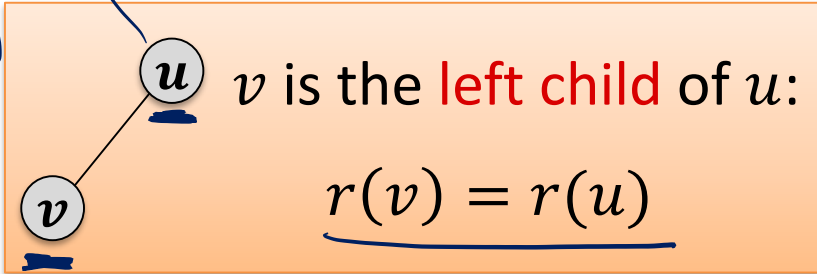 u
v is the left child of u:
v
r(v) = r(u)